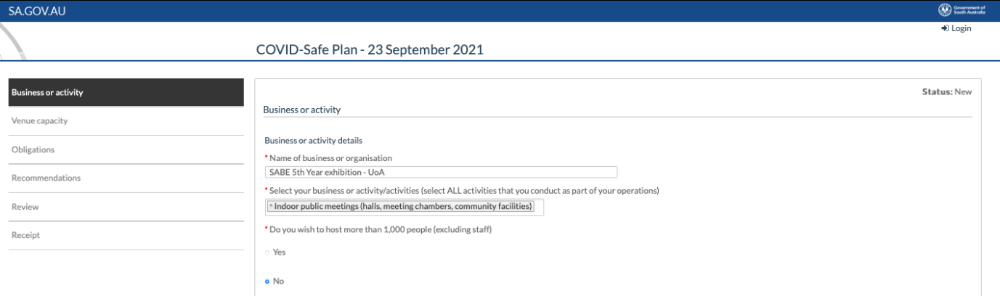 SA.GOV.AU
Government of
South Australia
Login
COVID-Safe Plan - 23 September 2021
Business or activity
Venue capacity
Obligations
Recommendations
Review
Receipt
Status: New
Business or activity
Business or activity details
* Name of business or organisation
SABE 5th Year exhibition - UoA
* Select your business or activity/activities (select ALL activities that you conduct as part of your operations)
× Indoor public meetings (halls, meeting chambers, community facilities)
* Do you wish to host more than 1,000 people (excluding staff)
Yes
No